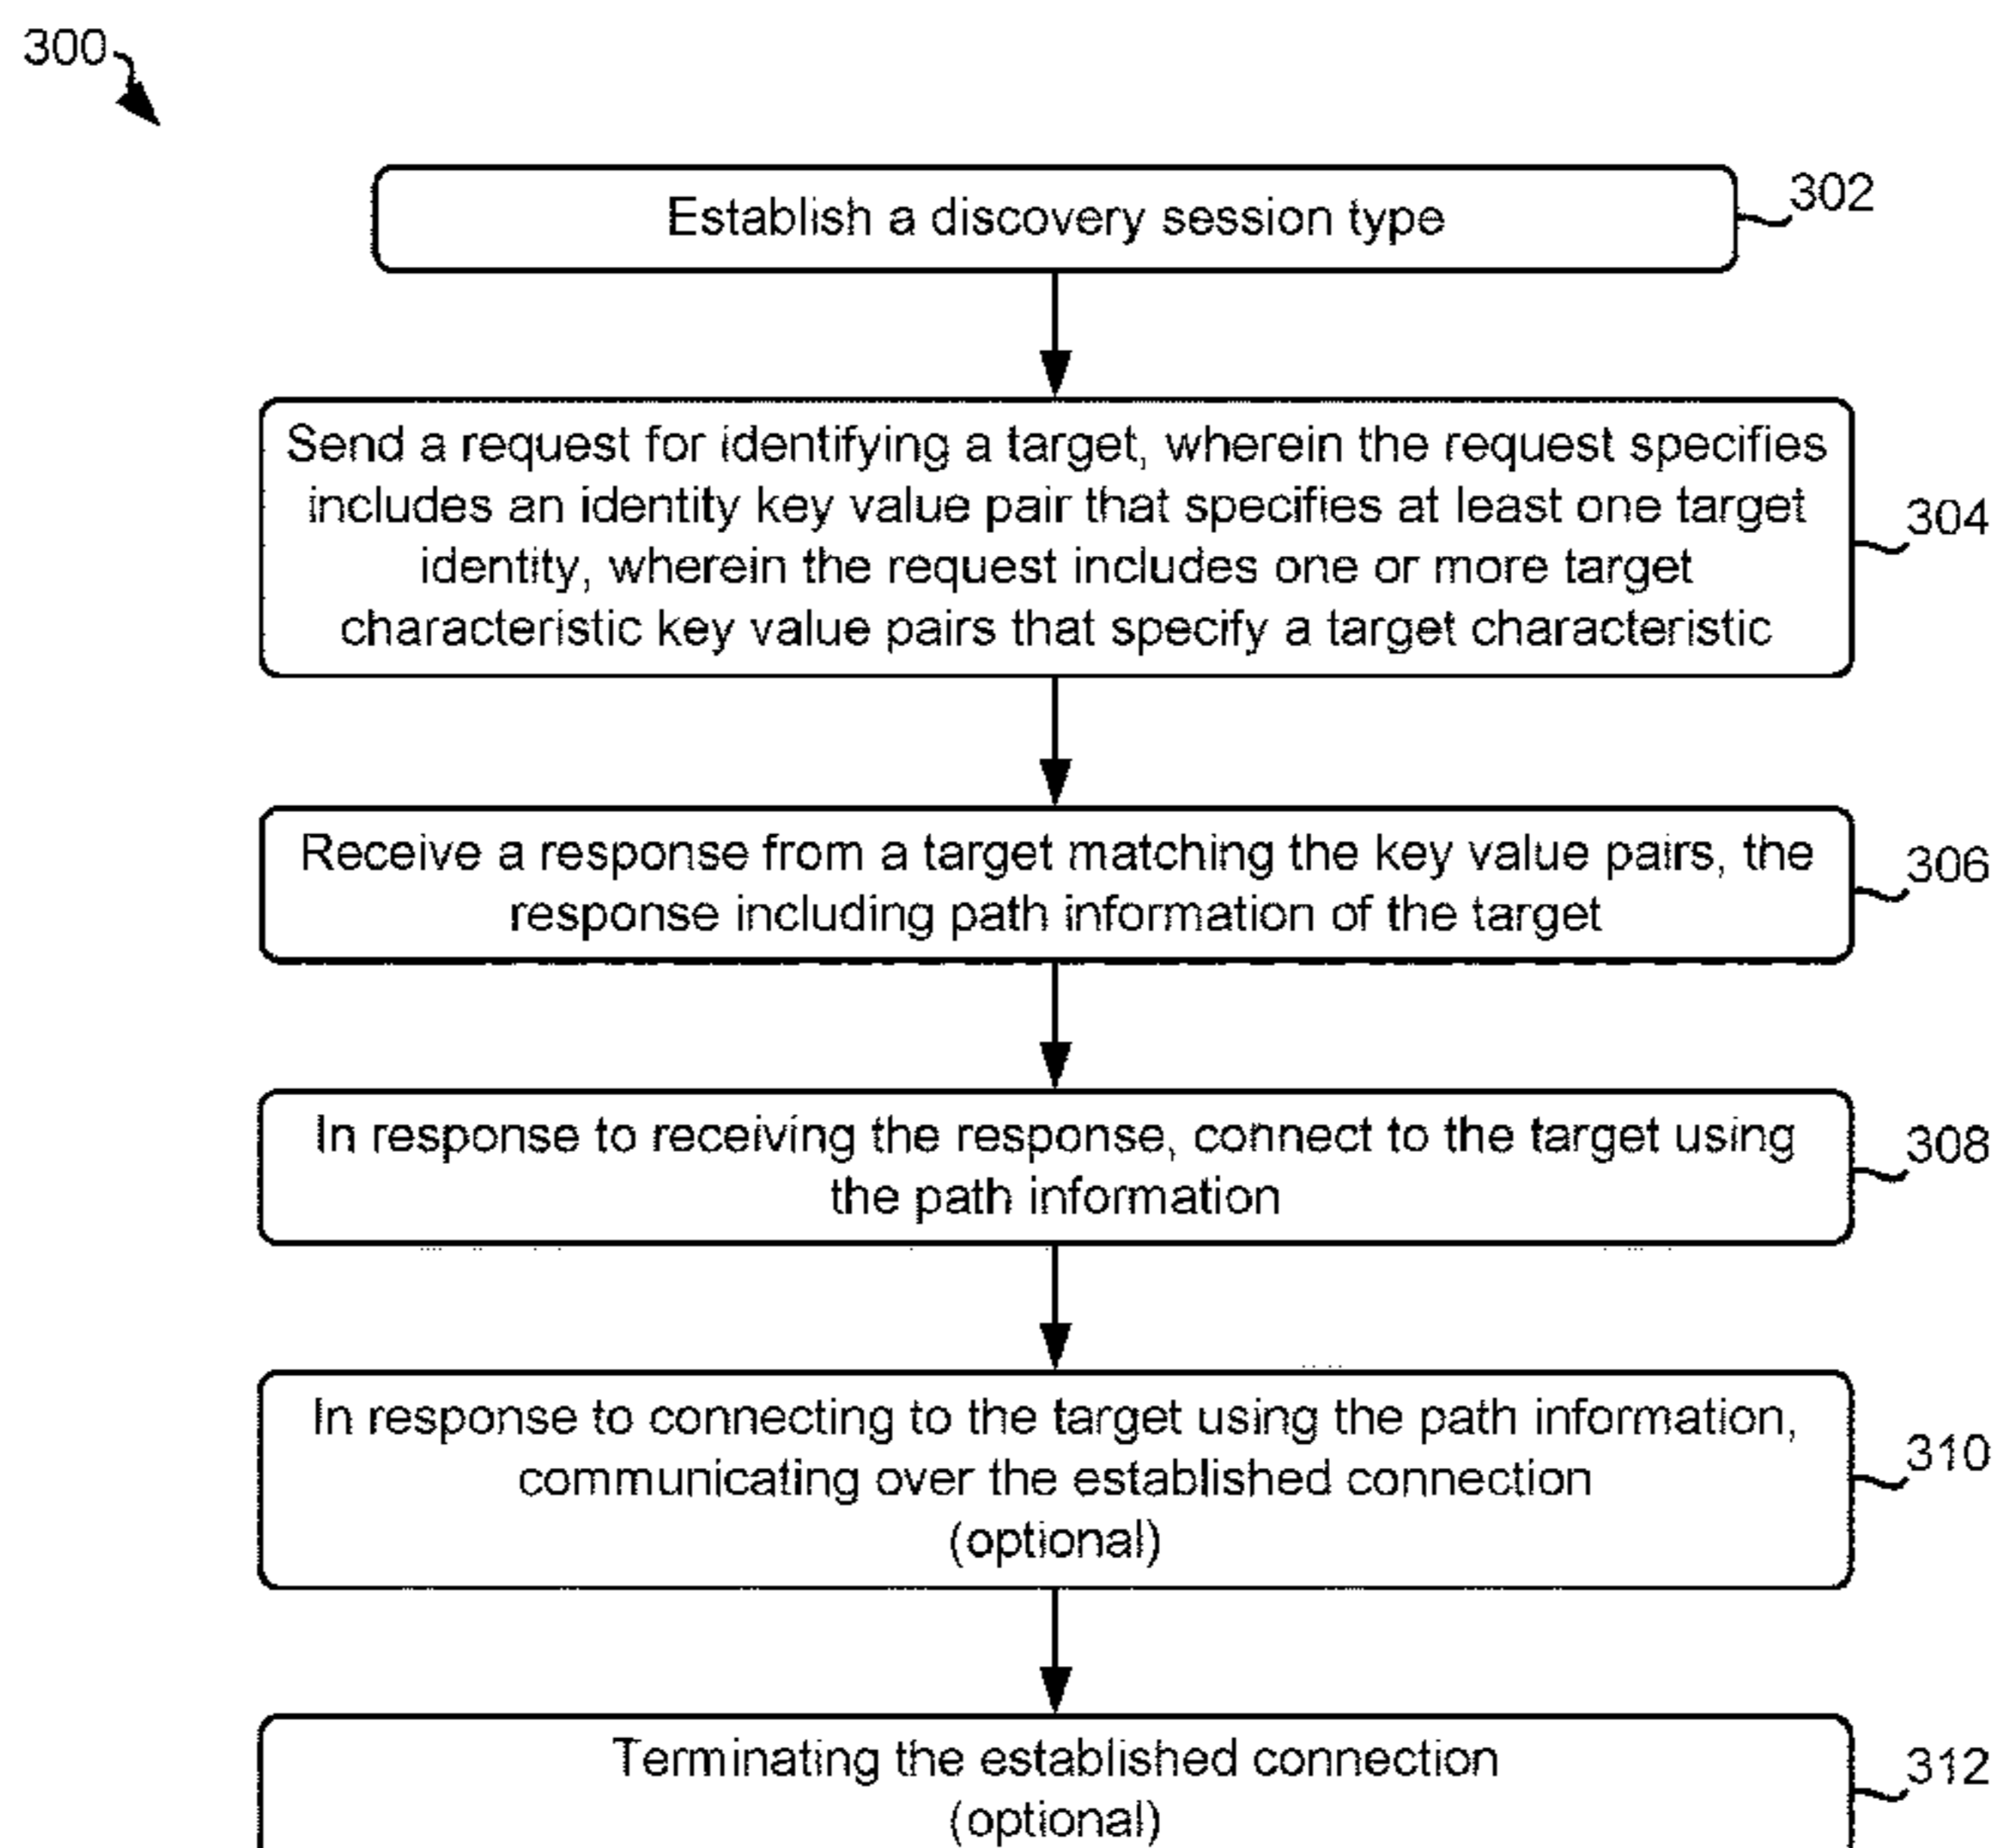 300
Establish a discovery session type
302
Send a request for identifying a target, wherein the request specifies
includes an identity key value pair that specifies at least one target
identity, wherein the request includes one or more target
characteristic key value pairs that specify a target characteristic
304
Receive a response from a target matching the key value pairs, the
response including path information of the target
306
In response to receiving the response, connect to the target using
the path information
308
In response to connecting to the target using the path information,
communicating over the established connection
(optional)
310
Terminating the established connection
(optional)
312